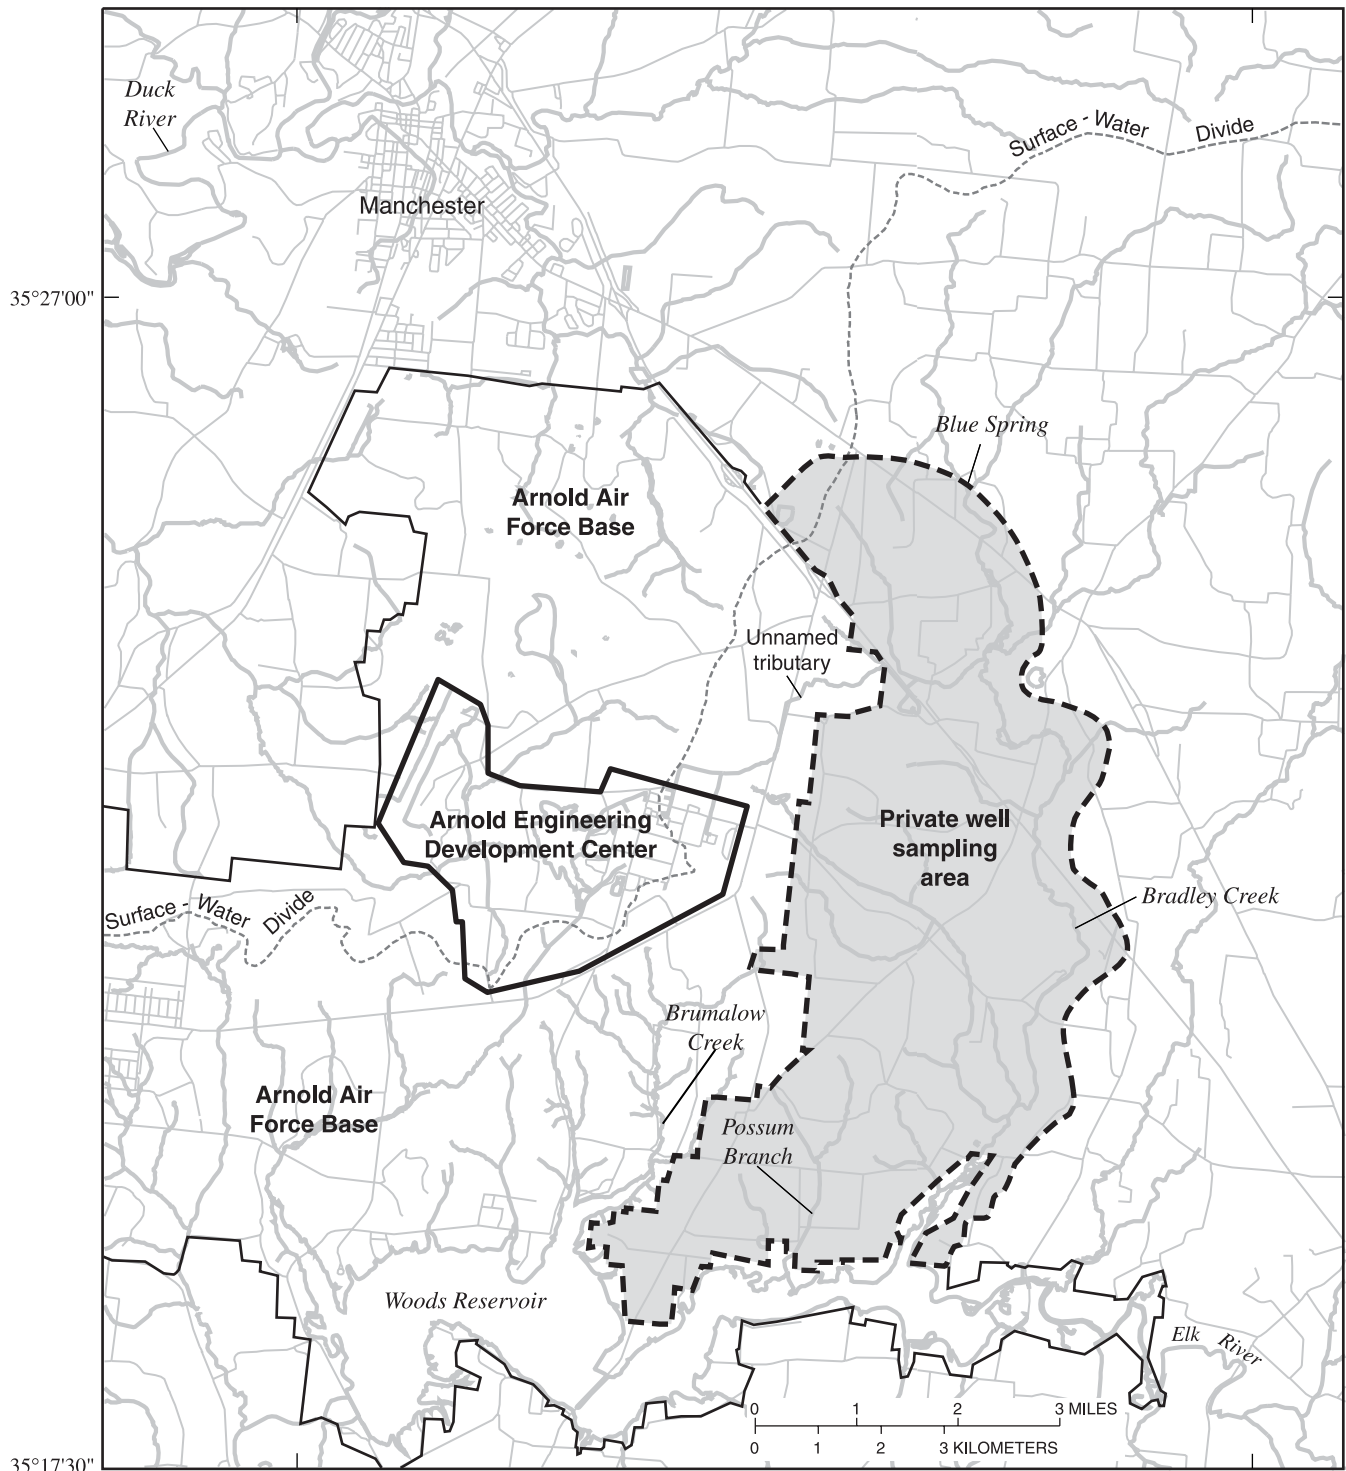 Duck
River
Surface - Water Divide
Manchester
35°27'00"
Blue Spring
Arnold Air
Force Base
Unnamed
tributary
Arnold Engineering
Development Center
Private well
sampling
area
Bradley Creek
Surface - Water Divide
Brumalow
Creek
Arnold Air
Force Base
Possum
Branch
Woods Reservoir
Elk River
0 1 2 3 MILES
0 1 2 3 KILOMETERS
35°17'30"